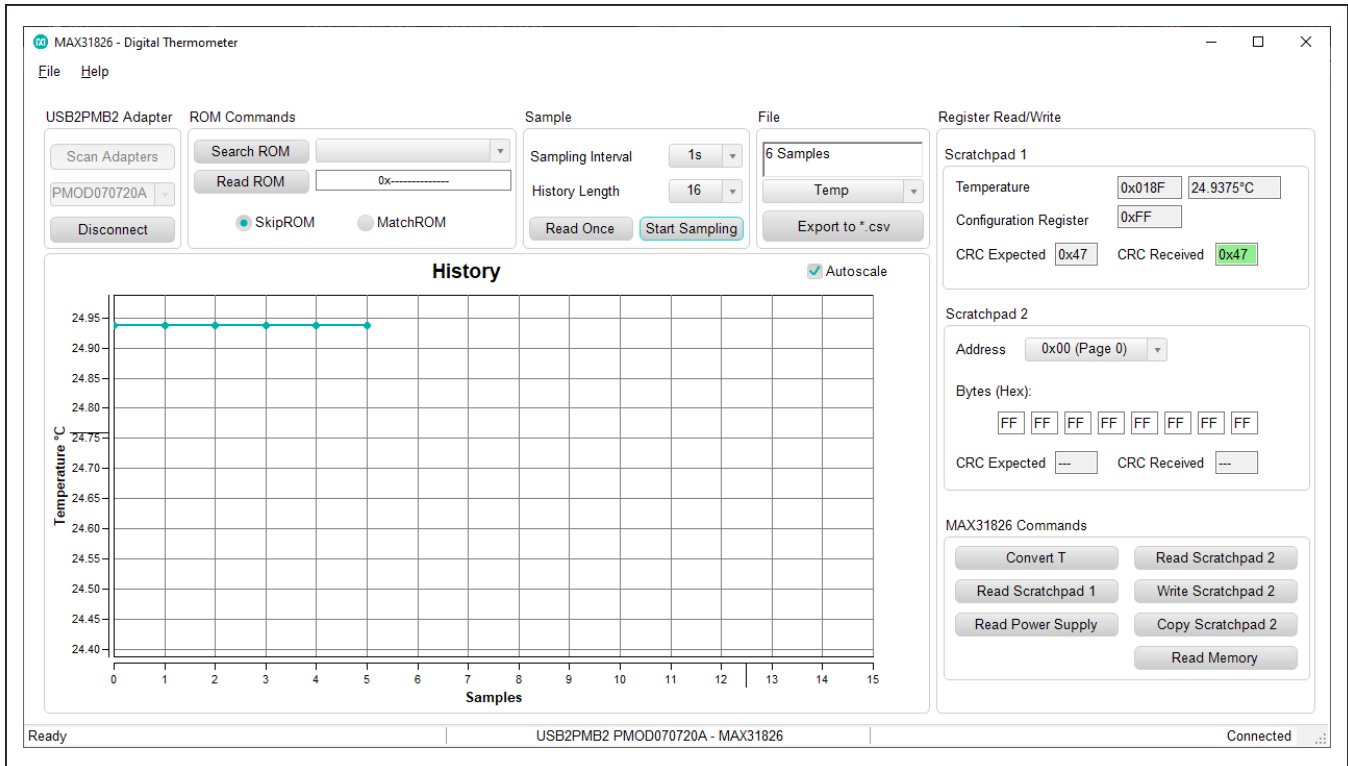 MAX31826 - Digital Thermometer
File Help
USB2PMB2 Adapter
Scan Adapters
PMOD070720A
Disconnect
ROM Commands
Search ROM
Read ROM 0x--------------
SkipROM MatchROM
Sample
Sampling Interval 1s
History Length 16
Read Once Start Sampling
File
6 Samples
Temp
Export to *.csv
History
Autoscale
Temperature °C
24.95
24.90
24.85
24.80
24.75
24.70
24.65
24.60
24.55
24.50
24.45
24.40
0 1 2 3 4 5 6 7 8 9 10 11 12 13 14 15
Samples
Register Read/Write
Scratchpad 1
Temperature 0x018F 24.9375°C
Configuration Register 0xFF
CRC Expected 0x47 CRC Received 0x47
Scratchpad 2
Address 0x00 (Page 0)
Bytes (Hex):
FF FF FF FF FF FF FF FF
CRC Expected --- CRC Received ---
MAX31826 Commands
Convert T Read Scratchpad 2
Read Scratchpad 1 Write Scratchpad 2
Read Power Supply Copy Scratchpad 2
Read Memory
Ready USB2PMB2 PMOD070720A - MAX31826 Connected